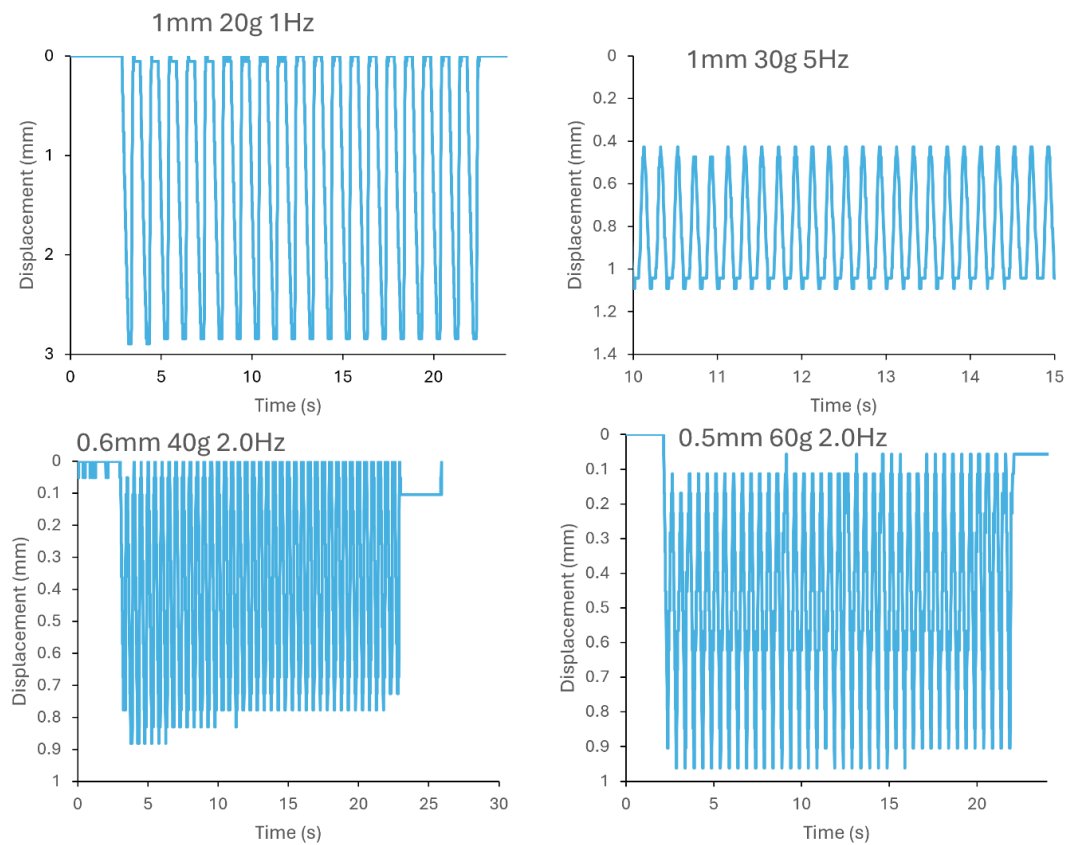 1mm 20g 1Hz
0
1
2
3
Displacement (mm)
0 5 10 15 20
Time (s)
1mm 30g 5Hz
0
0.2
0.4
0.6
0.8
1
1.2
1.4
Displacement (mm)
10 11 12 13 14 15
Time (s)
0.6mm 40g 2.0Hz
0
0.1
0.2
0.3
0.4
0.5
0.6
0.7
0.8
0.9
1
Displacement (mm)
0 5 10 15 20 25 30
Time (s)
0.5mm 60g 2.0Hz
0
0.1
0.2
0.3
0.4
0.5
0.6
0.7
0.8
0.9
1
Displacement (mm)
0 5 10 15 20
Time (s)